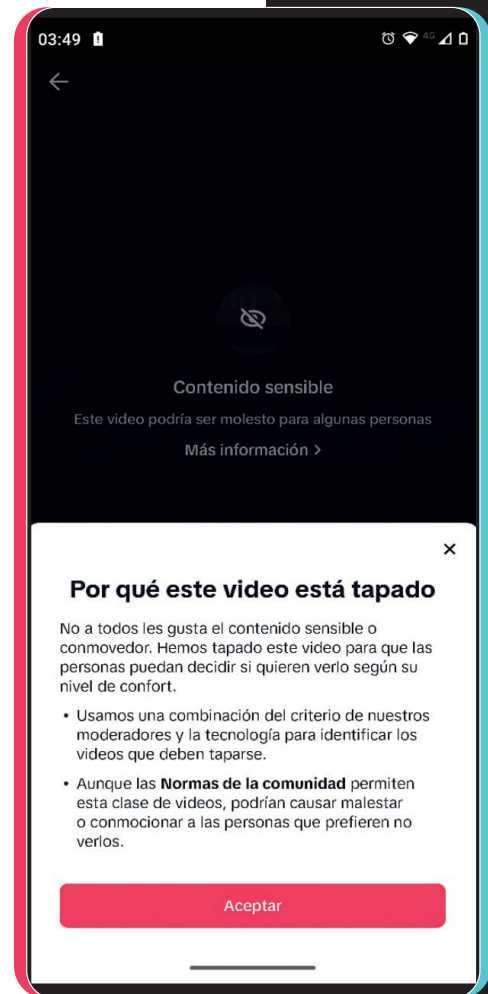 03:49
4G
Contenido sensible
Este video podría ser molesto para algunas personas
Más información >
Por qué este video está tapado
No a todos les gusta el contenido sensible o
conmovedor. Hemos tapado este video para que las
personas puedan decidir si quieren verlo según su
nivel de confort.
• Usamos una combinación del criterio de nuestros
moderadores y la tecnología para identificar los
videos que deben taparse.
• Aunque las Normas de la comunidad permiten
esta clase de videos, podrían causar malestar
o conmocionar a las personas que prefieren no
verlos.
Aceptar